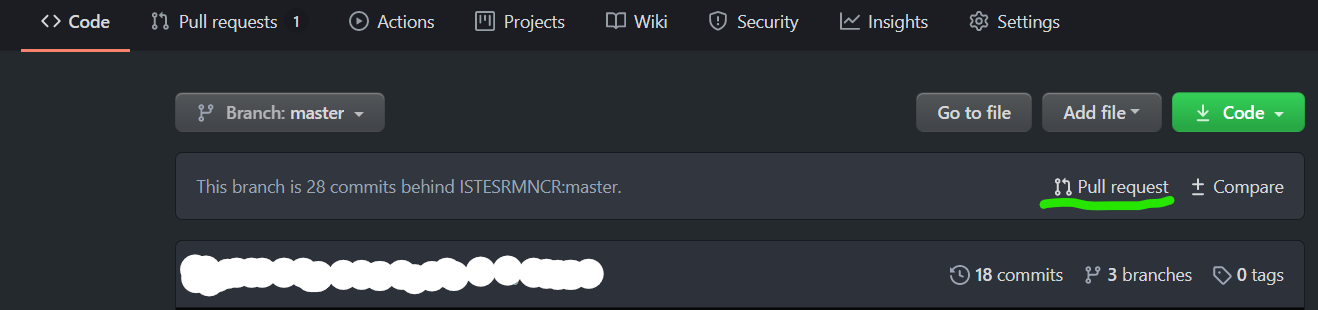 Code Pull requests 1 Actions Projects Wiki Security Insights Settings
Branch: master Go to file Add file Code
This branch is 28 commits behind ISTESRMNCR:master. Pull request Compare
18 commits 3 branches 0 tags